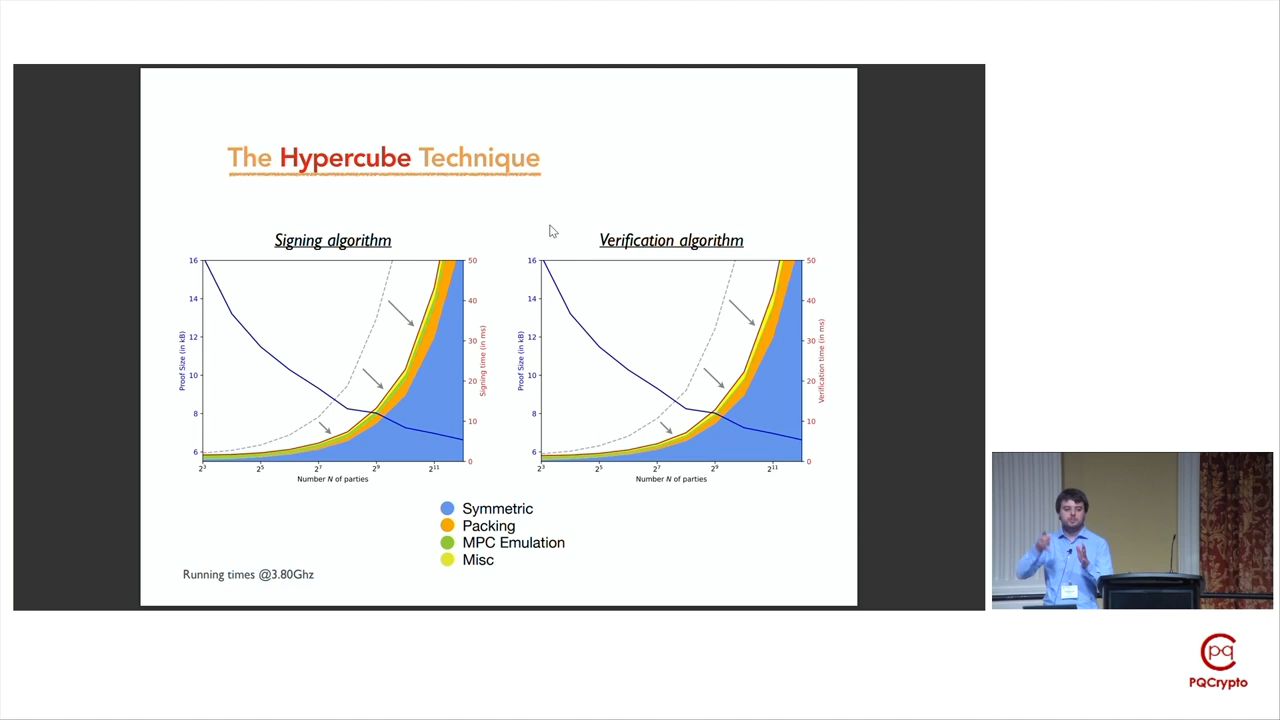 The Hypercube Technique
Signing algorithm
16
14
12
10
8
6
Proof Size (in kB)
50
40
30
20
10
0
Signing time (in ms)
2^3
2^5
2^7
2^9
2^11
Number N of parties
Verification algorithm
16
14
12
10
8
6
Proof Size (in kB)
50
40
30
20
10
0
Verification time (in ms)
2^3
2^5
2^7
2^9
2^11
Number N of parties
Symmetric
Packing
MPC Emulation
Misc
Running times @3.80Ghz
pq
PQCrypto